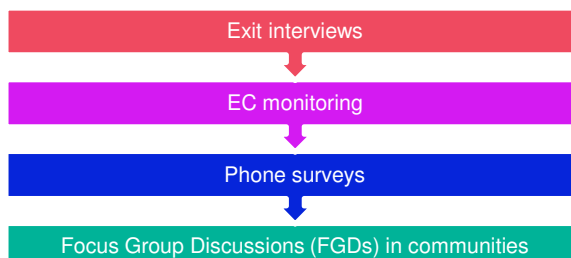 Exit interviews
EC monitoring
Phone surveys
Focus Group Discussions (FGDs) in communities